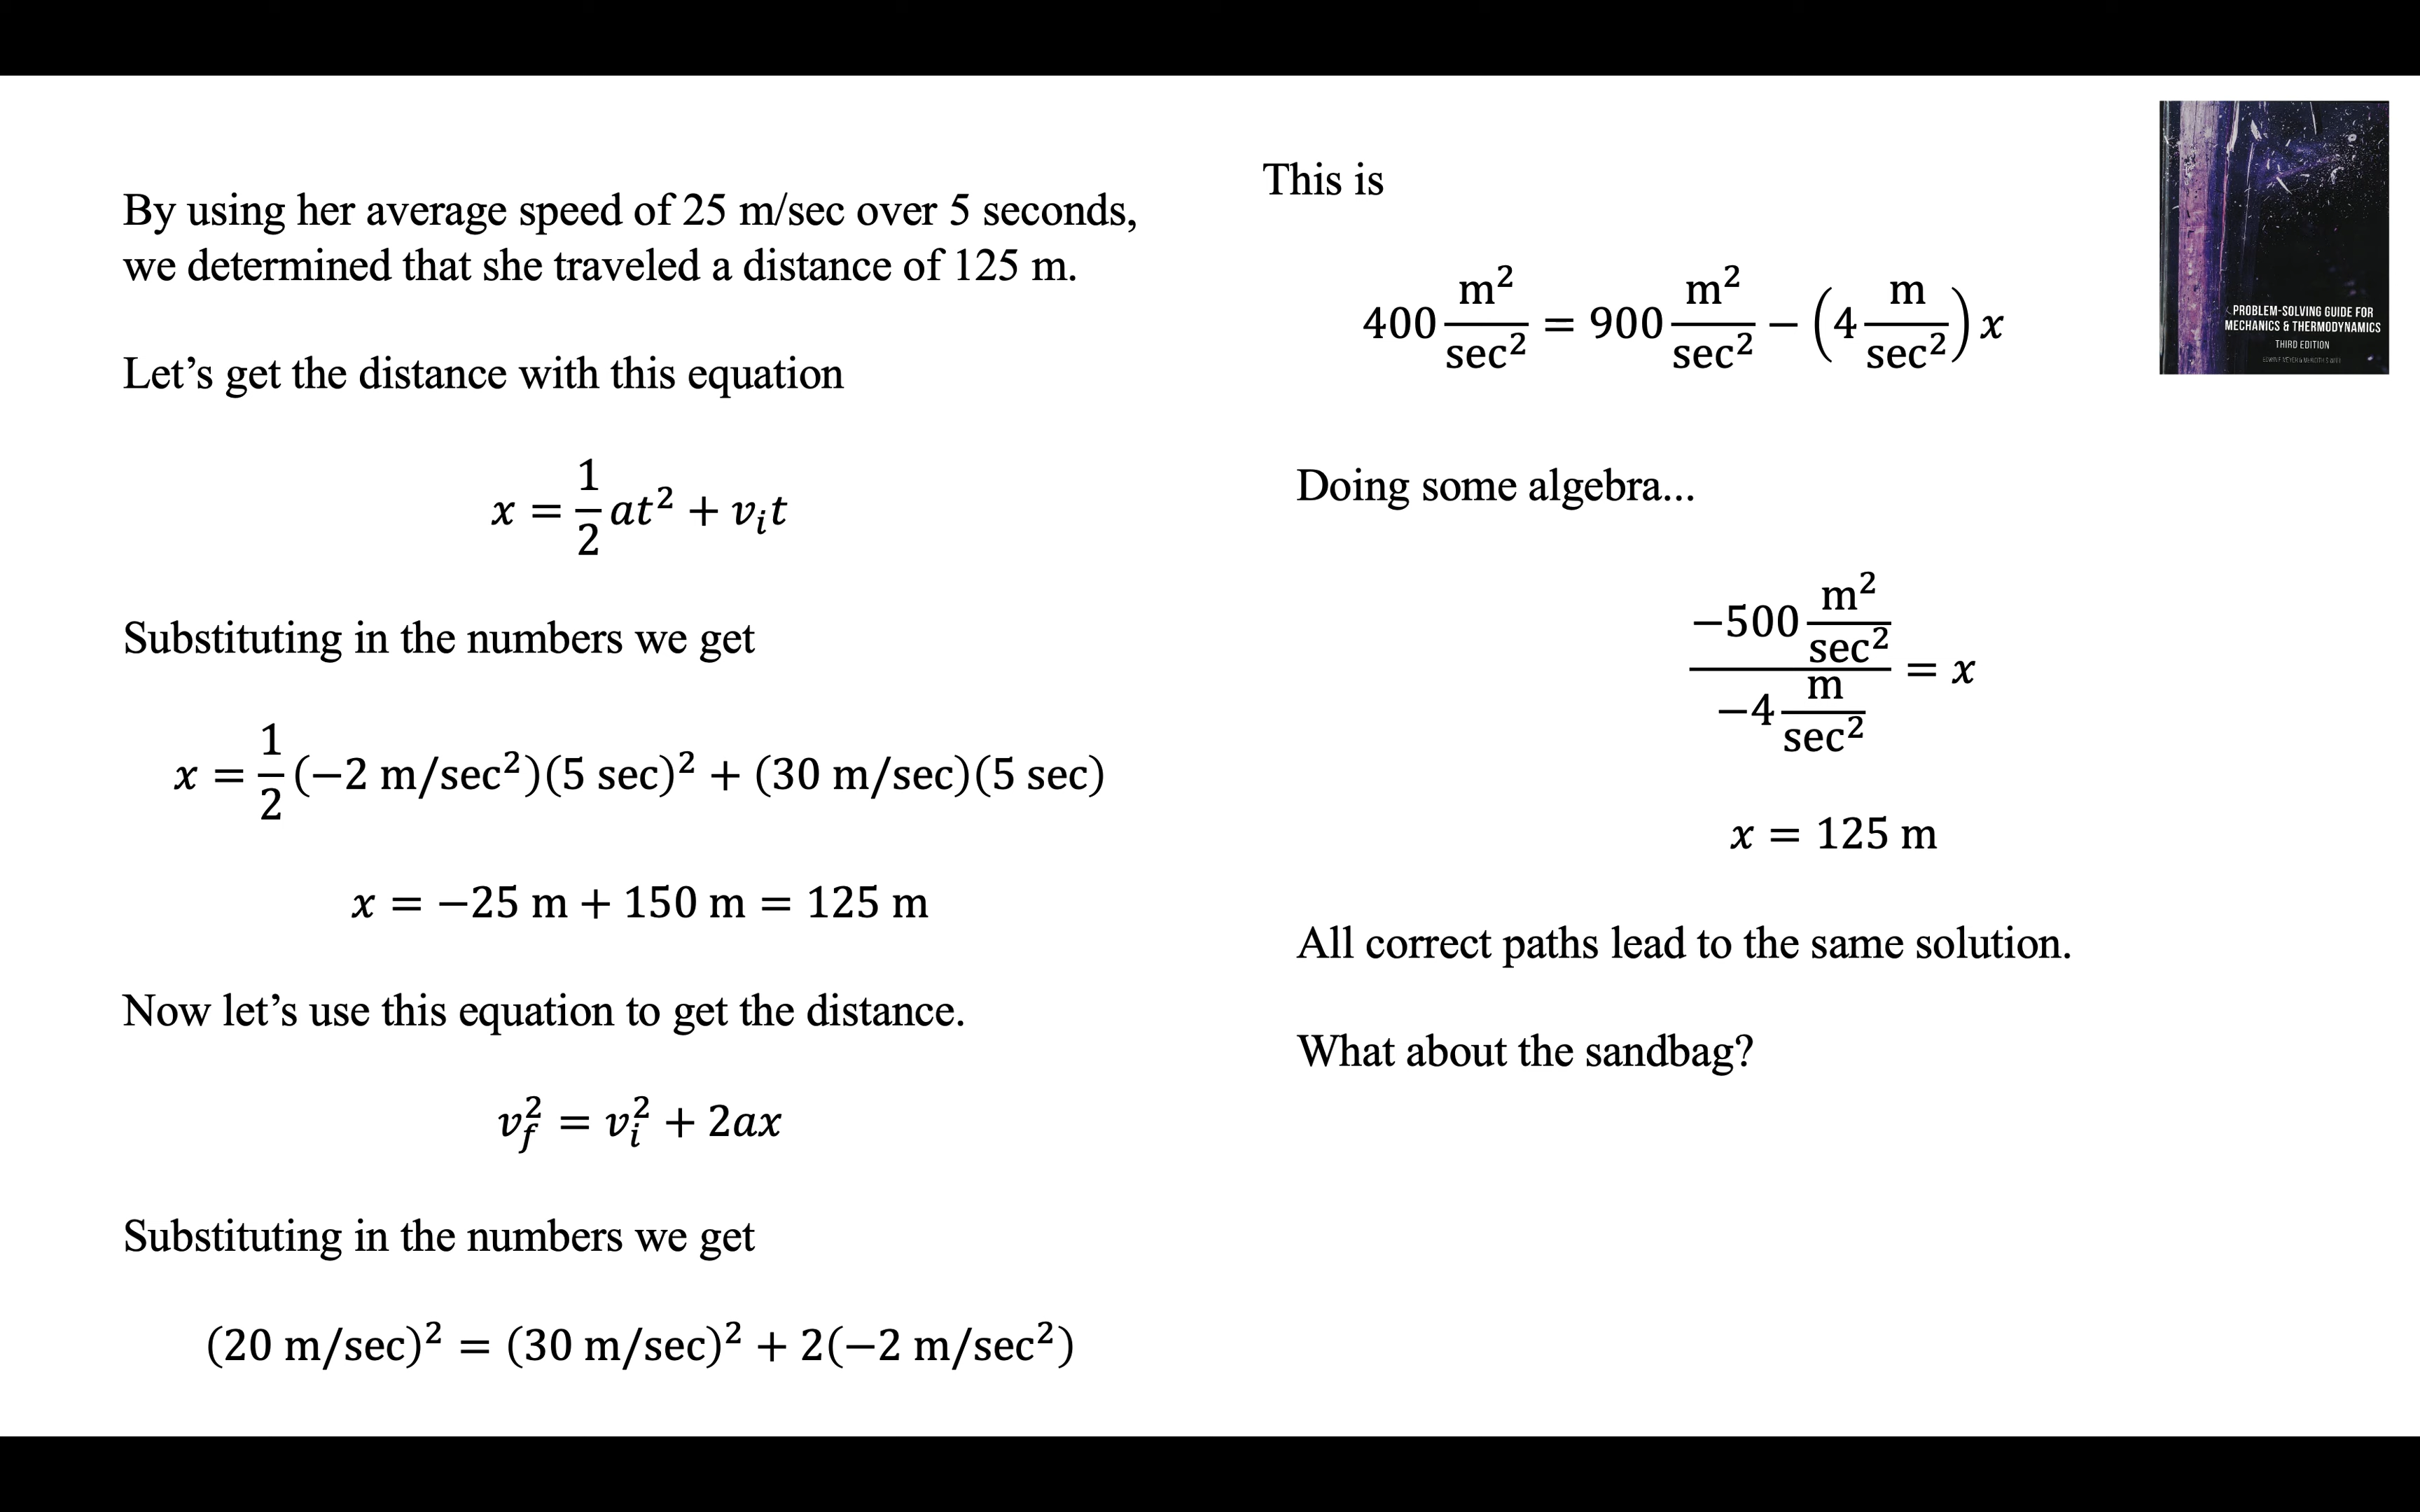 By using her average speed of 25 m/sec over 5 seconds,
we determined that she traveled a distance of 125 m.
Let’s get the distance with this equation
x = 1/2 at² + vᵢt
Substituting in the numbers we get
x = 1/2 (−2 m/sec²)(5 sec)² + (30 m/sec)(5 sec)
x = −25 m + 150 m = 125 m
Now let’s use this equation to get the distance.
v_f² = v_i² + 2ax
Substituting in the numbers we get
(20 m/sec)² = (30 m/sec)² + 2(−2 m/sec²)
This is
400 m²/sec² = 900 m²/sec² − (4 m/sec²) x
Doing some algebra...
(−500 m²/sec²)/(−4 m/sec²) = x
x = 125 m
All correct paths lead to the same solution.
What about the sandbag?
PROBLEM-SOLVING GUIDE FOR
MECHANICS & THERMODYNAMICS
THIRD EDITION